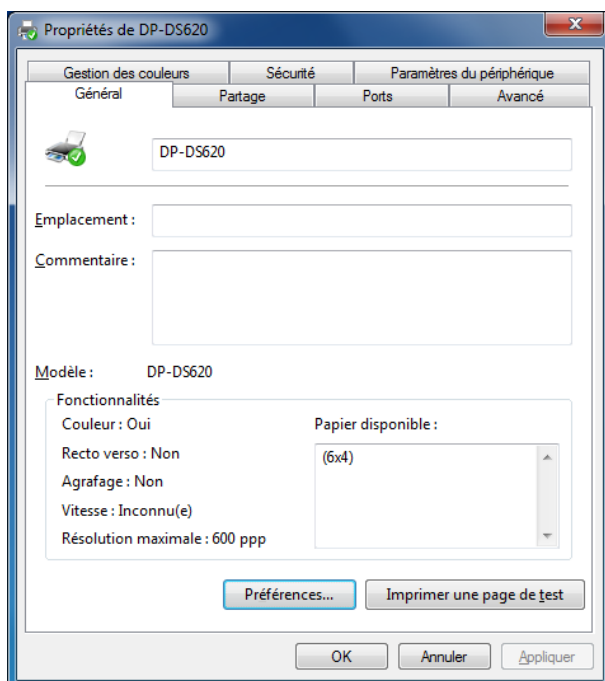 Propriétés de DP-DS620
Gestion des couleurs Sécurité Paramètres du périphérique
Général Partage Ports Avancé
DP-DS620
Emplacement :
Commentaire :
Modèle : DP-DS620
Fonctionnalités
Couleur : Oui Papier disponible :
Recto verso : Non (6x4)
Agrafage : Non
Vitesse : Inconnu(e)
Résolution maximale : 600 ppp
Préférences... Imprimer une page de test
OK Annuler Appliquer